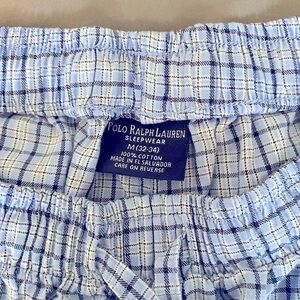 POLO RALPH LAUREN
SLEEPWEAR
M (32-34)
100% COTTON
MADE IN EL SALVADOR
CARE ON REVERSE